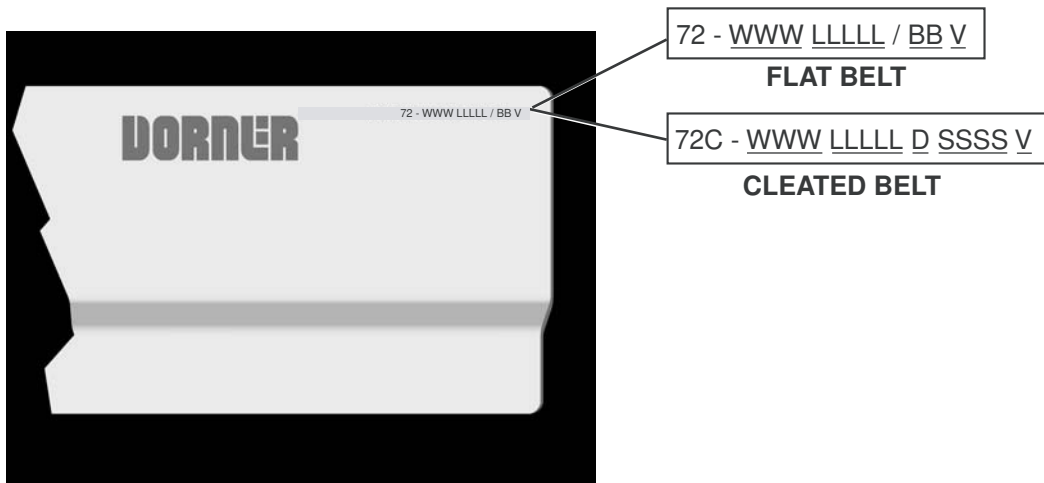 72 - WWW LLLLL / BB V
FLAT BELT
DORNER
72 - WWW LLLLL / BB V
72C - WWW LLLLL D SSSS V
CLEATED BELT